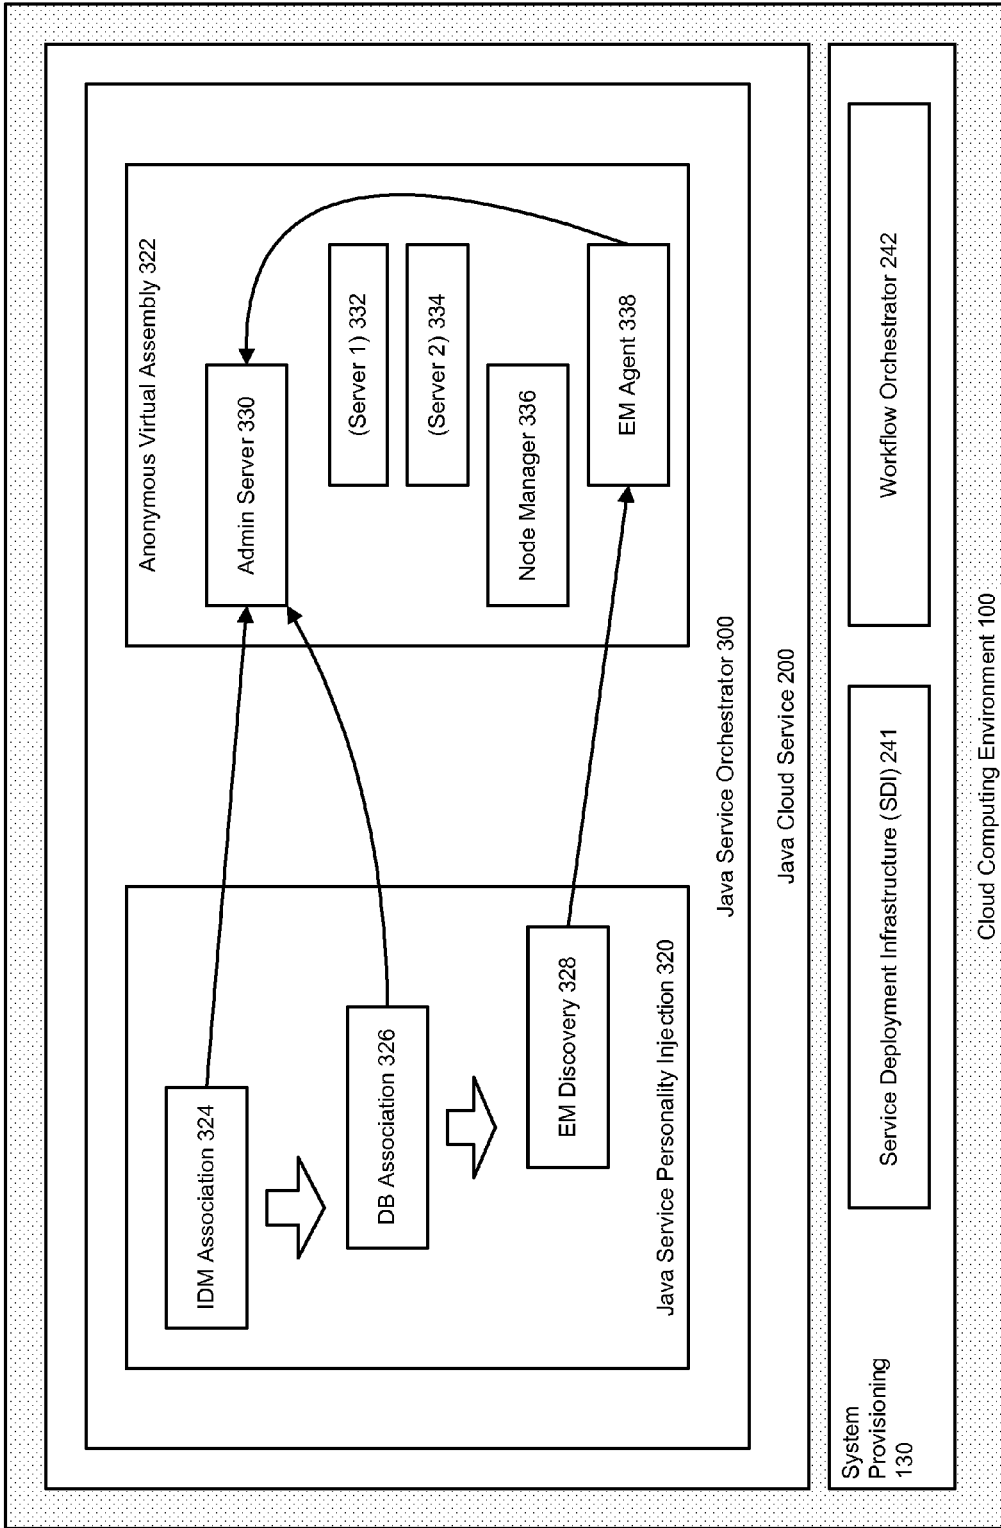 IDM Association 324
DB Association 326
EM Discovery 328
Java Service Personality Injection 320
Anonymous Virtual Assembly 322
Admin Server 330
(Server 1) 332
(Server 2) 334
Node Manager 336
EM Agent 338
Java Service Orchestrator 300
Java Cloud Service 200
System
Provisioning
130
Service Deployment Infrastructure (SDI) 241
Workflow Orchestrator 242
Cloud Computing Environment 100